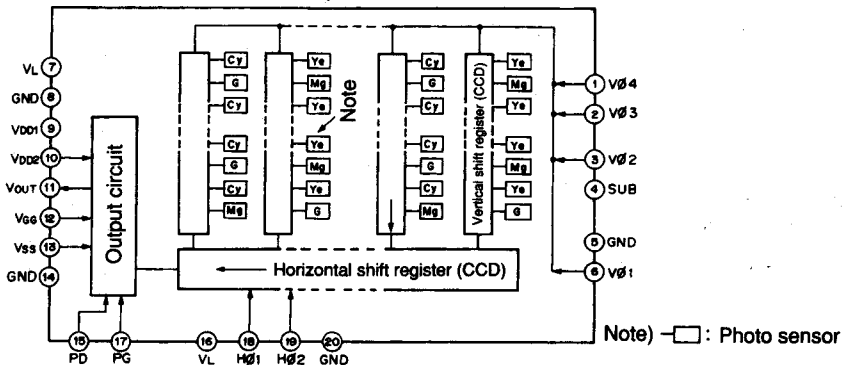 VL 7
GND 8
VDD1 9
VDD2 10
VOUT 11
VGG 12
VSS 13
GND 14
Output circuit
Cy Ye Cy Ye
G Mg G Mg
Cy Ye Cy Ye
Note
Cy Ye Cy Ye
G Mg G Mg
Cy Ye Cy Ye
Mg G Mg G
Vertical shift register (CCD)
Horizontal shift register (CCD)
1 VØ4
2 VØ3
3 VØ2
4 SUB
5 GND
6 VØ1
15 17 16 18 19 20
PD PG VL HØ1 HØ2 GND
Note) : Photo sensor